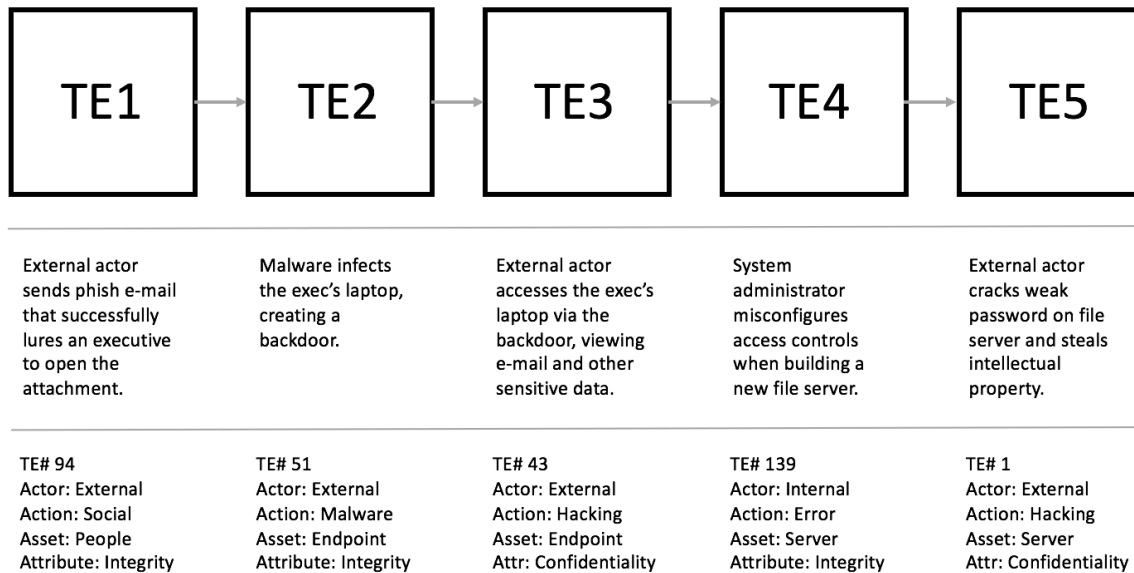 TE1
TE2
TE3
TE4
TE5
External actor
sends phish e-mail
that successfully
lures an executive
to open the
attachment.
Malware infects
the exec’s laptop,
creating a
backdoor.
External actor
accesses the exec’s
laptop via the
backdoor, viewing
e-mail and other
sensitive data.
System
administrator
misconfigures
access controls
when building a
new file server.
External actor
cracks weak
password on file
server and steals
intellectual
property.
TE# 94
Actor: External
Action: Social
Asset: People
Attribute: Integrity
TE# 51
Actor: External
Action: Malware
Asset: Endpoint
Attribute: Integrity
TE# 43
Actor: External
Action: Hacking
Asset: Endpoint
Attr: Confidentiality
TE# 139
Actor: Internal
Action: Error
Asset: Server
Attribute: Integrity
TE# 1
Actor: External
Action: Hacking
Asset: Server
Attr: Confidentiality